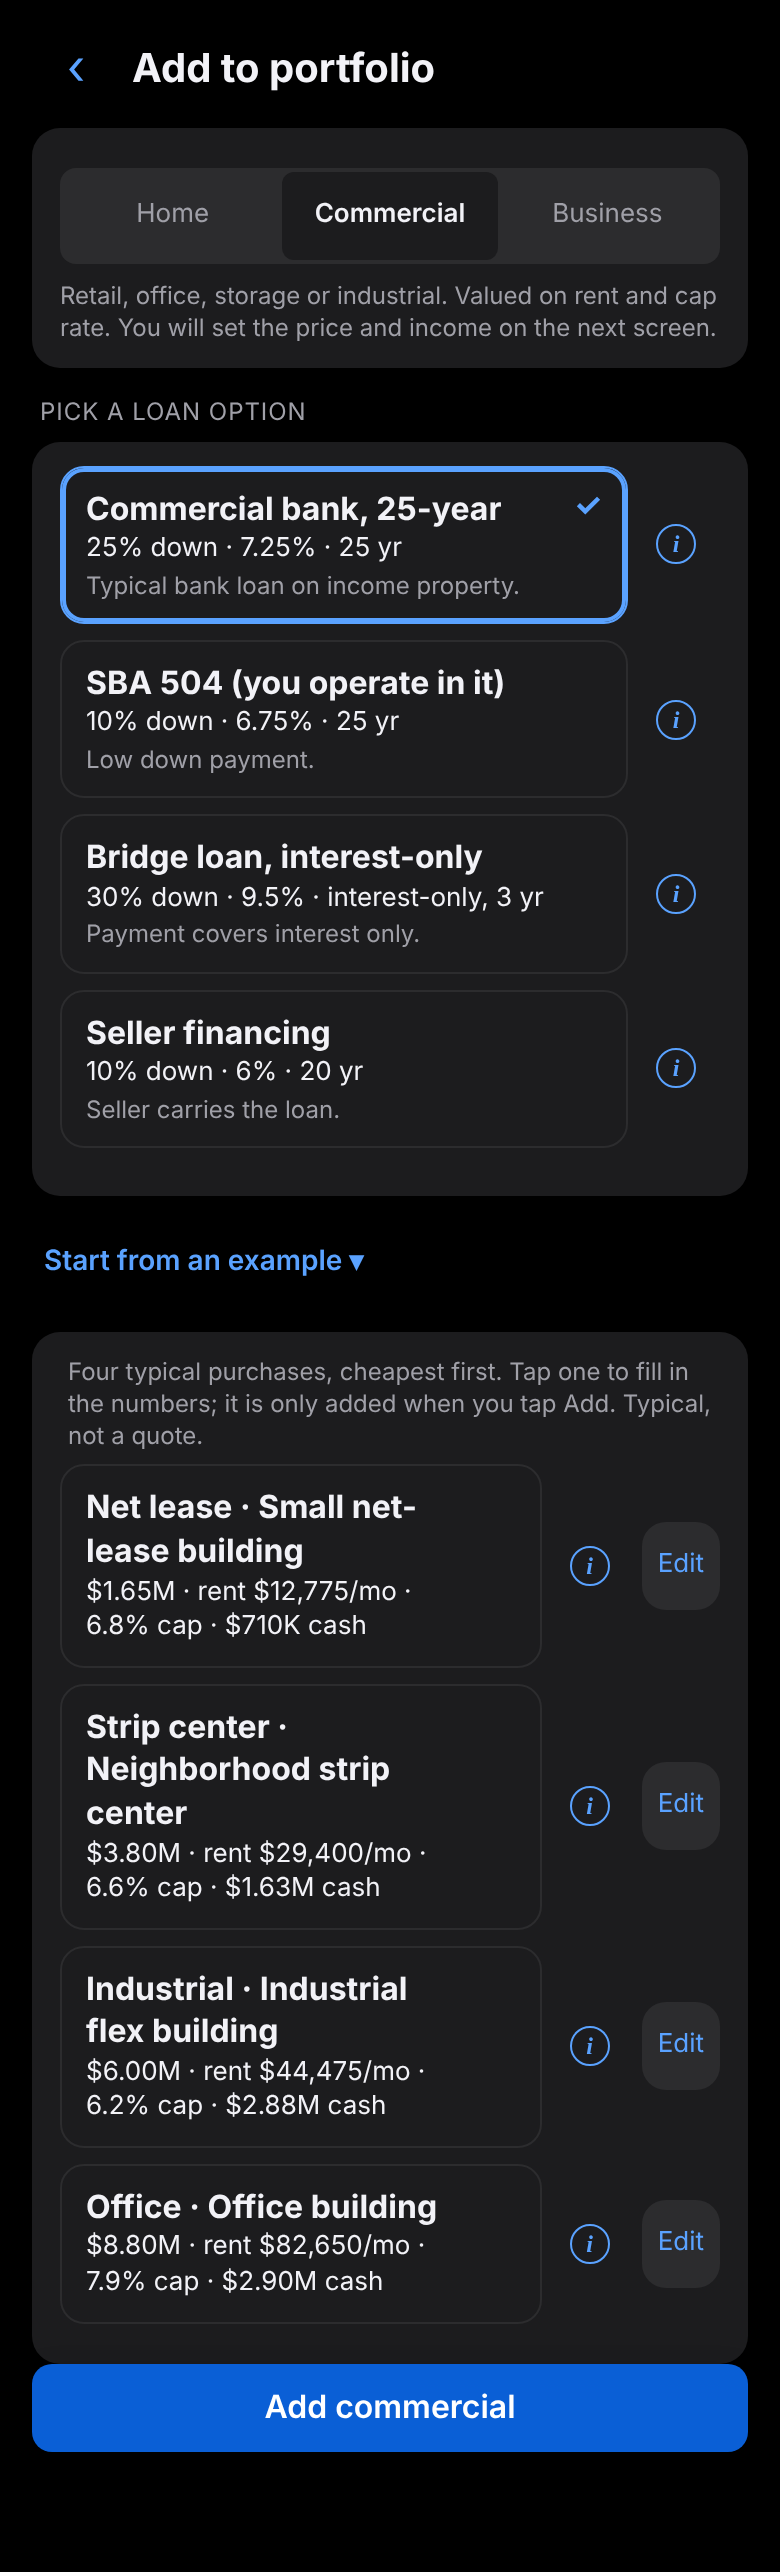 Add to portfolio
Home
Commercial
Business
Retail, office, storage or industrial. Valued on rent and cap
rate. You will set the price and income on the next screen.
PICK A LOAN OPTION
Commercial bank, 25-year
25% down · 7.25% · 25 yr
Typical bank loan on income property.
i
SBA 504 (you operate in it)
10% down · 6.75% · 25 yr
Low down payment.
i
Bridge loan, interest-only
30% down · 9.5% · interest-only, 3 yr
Payment covers interest only.
i
Seller financing
10% down · 6% · 20 yr
Seller carries the loan.
i
Start from an example ▾
Four typical purchases, cheapest first. Tap one to fill in
the numbers; it is only added when you tap Add. Typical,
not a quote.
Net lease · Small net-
lease building
$1.65M · rent $12,775/mo ·
6.8% cap · $710K cash
i
Edit
Strip center ·
Neighborhood strip
center
$3.80M · rent $29,400/mo ·
6.6% cap · $1.63M cash
i
Edit
Industrial · Industrial
flex building
$6.00M · rent $44,475/mo ·
6.2% cap · $2.88M cash
i
Edit
Office · Office building
$8.80M · rent $82,650/mo ·
7.9% cap · $2.90M cash
i
Edit
Add commercial